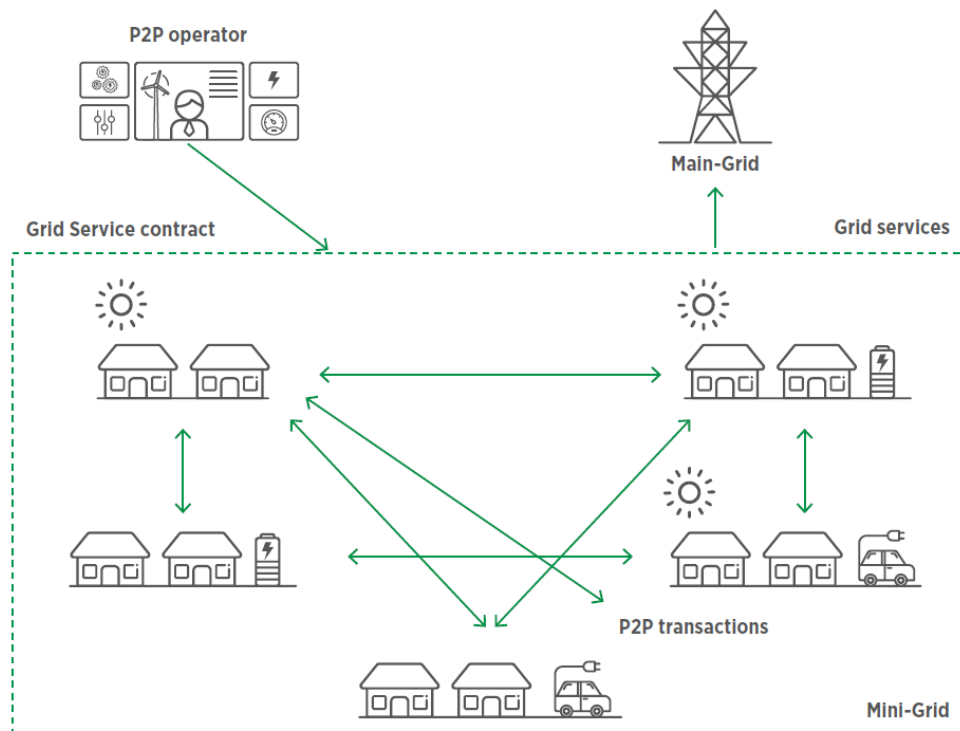 P2P operator
Main-Grid
Grid Service contract
Grid services
P2P transactions
Mini-Grid